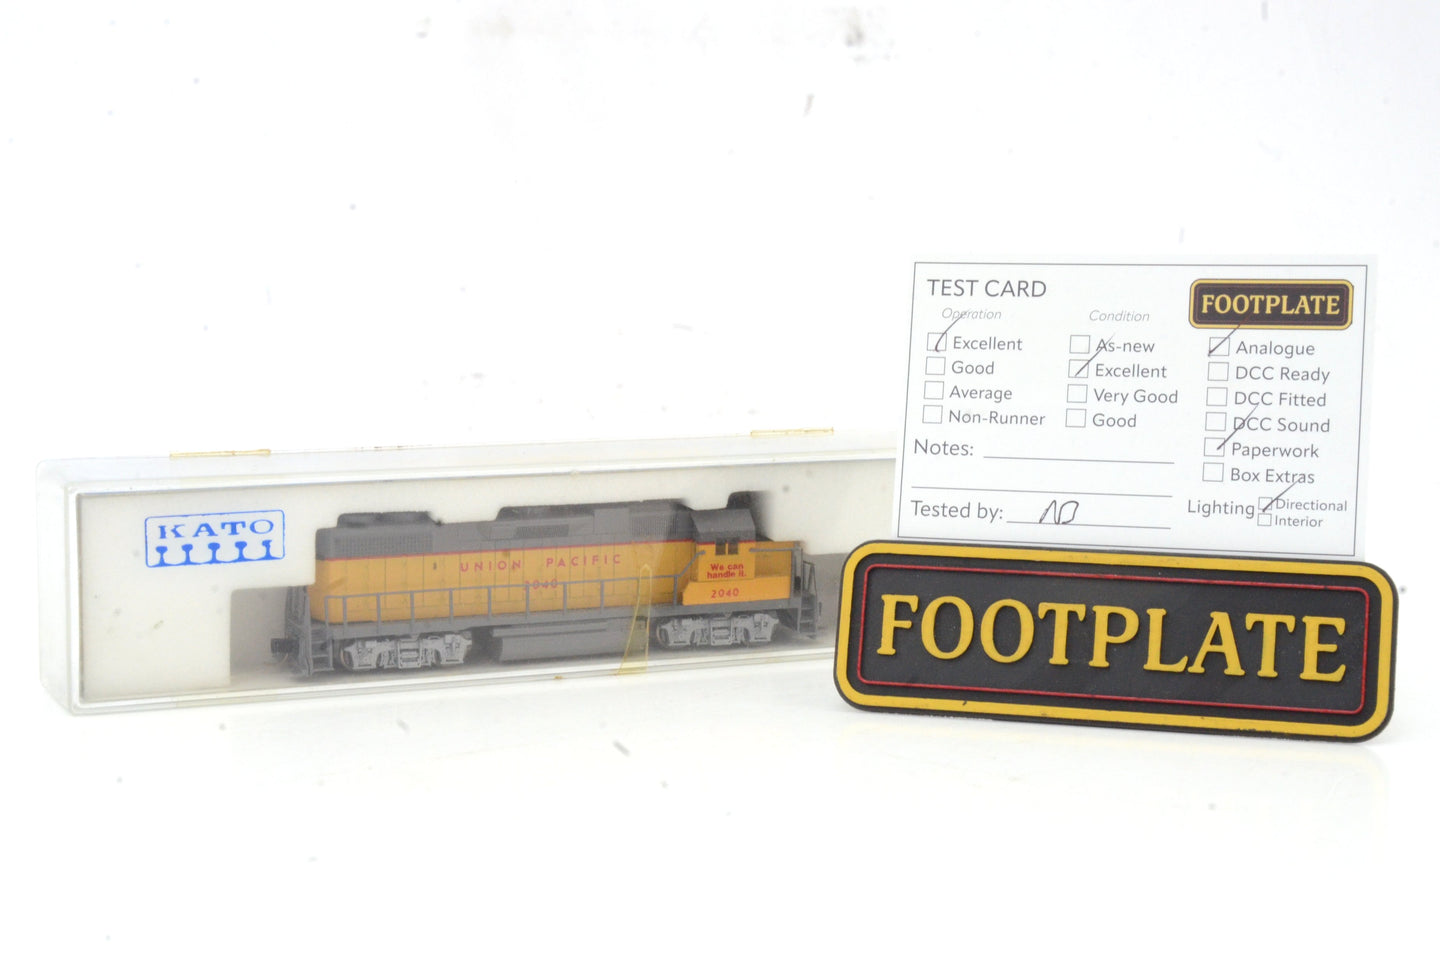 KATO
UNION PACIFIC
2040
We can
handle it.
2040
TEST CARD
FOOTPLATE
Operation
Excellent
Good
Average
Non-Runner
Condition
As-new
Excellent
Very Good
Good
Analogue
DCC Ready
DCC Fitted
DCC Sound
Paperwork
Box Extras
Notes:
Tested by: NB
Lighting
Directional
Interior
FOOTPLATE